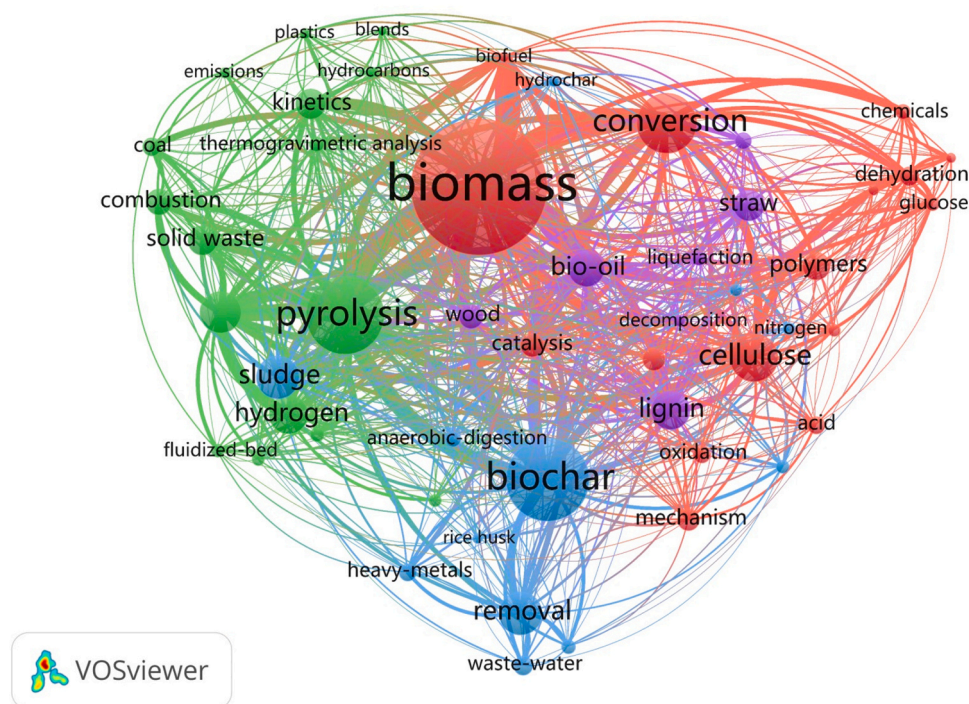 plastics
blends
biofuel
emissions
hydrocarbons
hydrochar
kinetics
chemicals
conversion
coal
thermogravimetric analysis
biomass
dehydration
combustion
straw
glucose
solid waste
bio-oil
liquefaction
polymers
pyrolysis
wood
decomposition
nitrogen
catalysis
cellulose
sludge
hydrogen
lignin
acid
anaerobic-digestion
fluidized-bed
oxidation
biochar
mechanism
rice husk
heavy-metals
removal
waste-water
VOSviewer